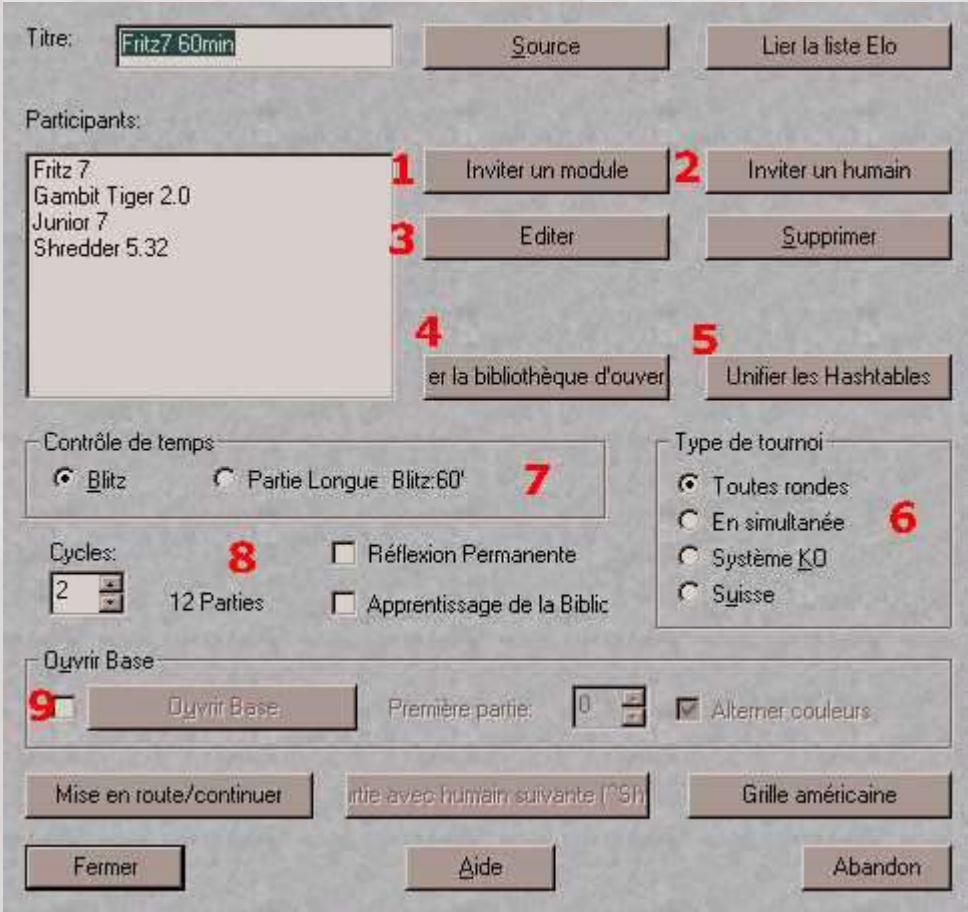 Titre: Fritz7 60min Source Lier la liste Elo
Participants:
Fritz 7
Gambit Tiger 2.0
Junior 7
Shredder 5.32
1 Inviter un module 2 Inviter un humain
3 Editer Supprimer
4 er la bibliothèque d'ouver 5 Unifier les Hashtables
Contrôle de temps
Blitz Partie Longue Blitz:60' 7
Type de tournoi
Toutes rondes
En simultanée 6
Système KO
Suisse
Cycles: 8
2 12 Parties
Réflexion Permanente
Apprentissage de la Biblic
Ouvrir Base
9 Ouvrir Base Première partie: 0 Alterner couleurs
Mise en route/continuer rtie avec humain suivante (^Sh Grille américaine
Fermer Aide Abandon